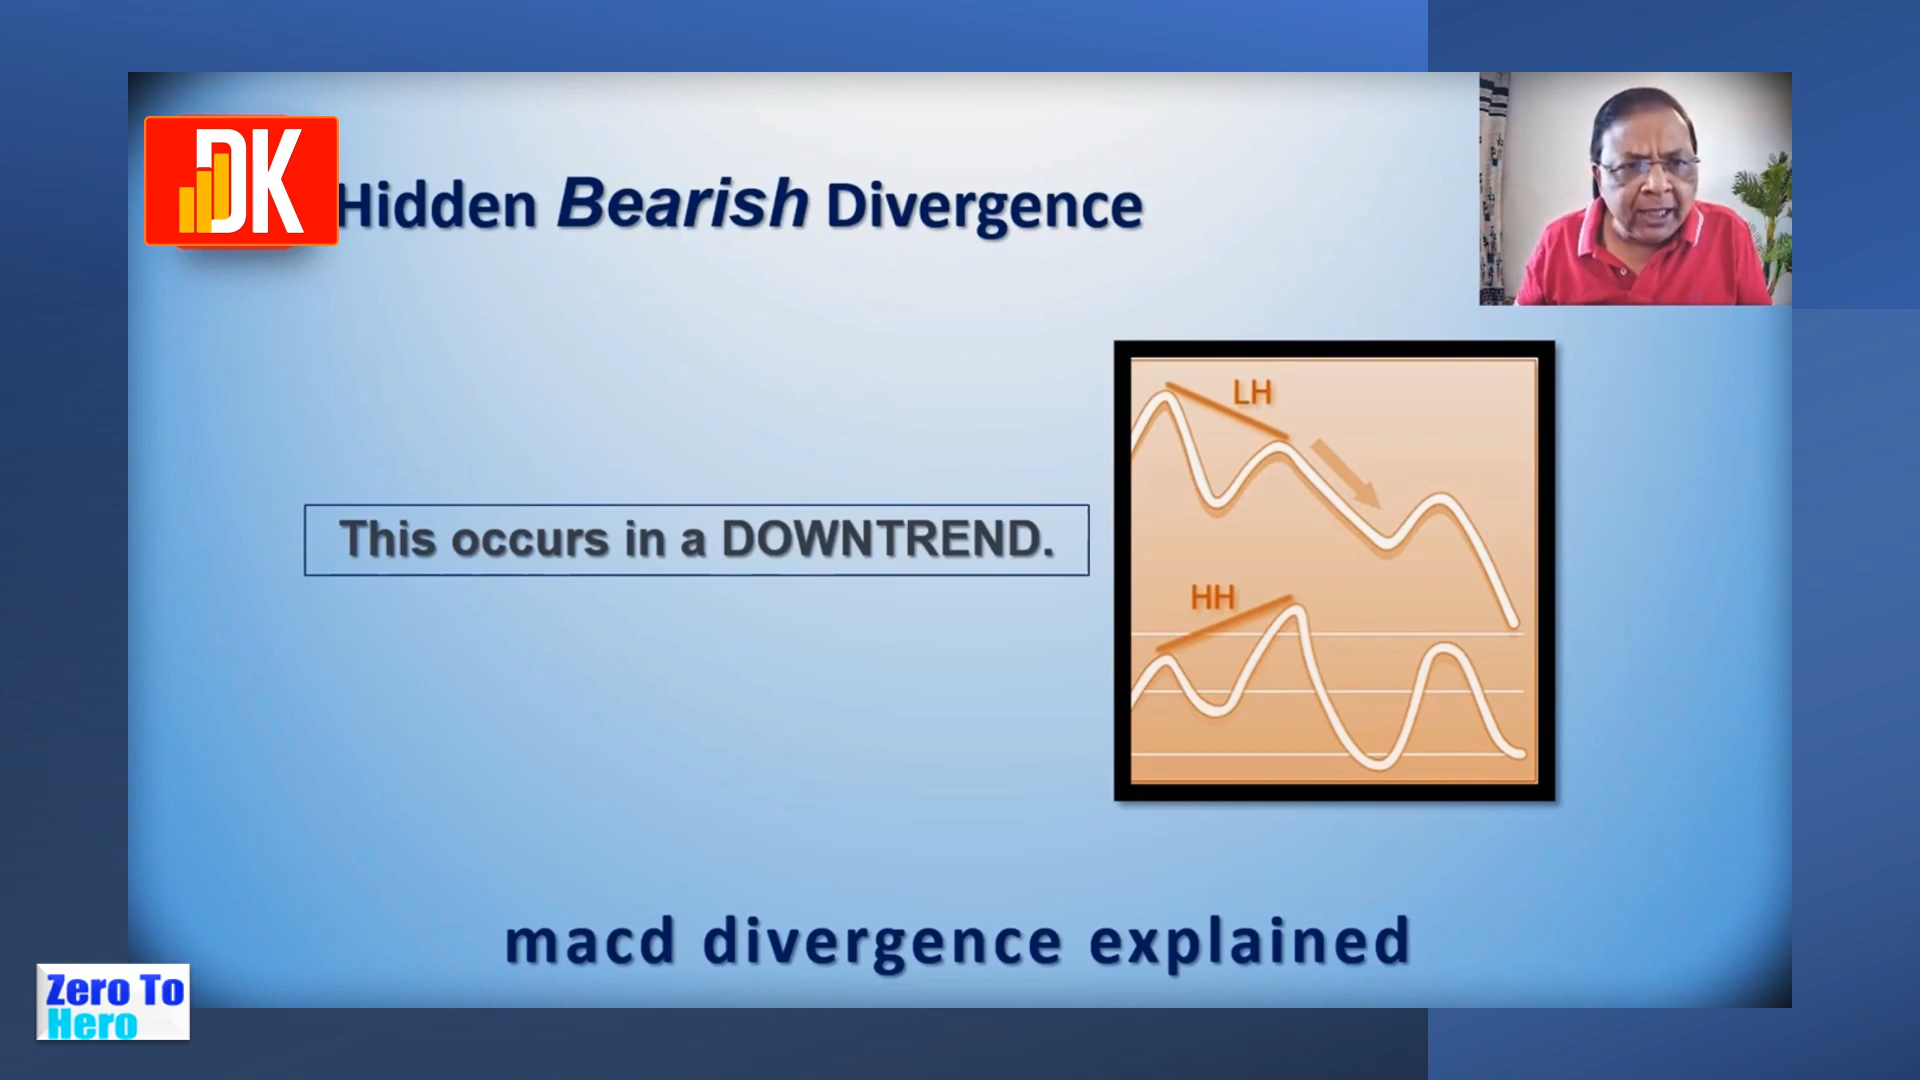 DK
Hidden Bearish Divergence
LH
This occurs in a DOWNTREND.
HH
macd divergence explained
Zero To
Hero